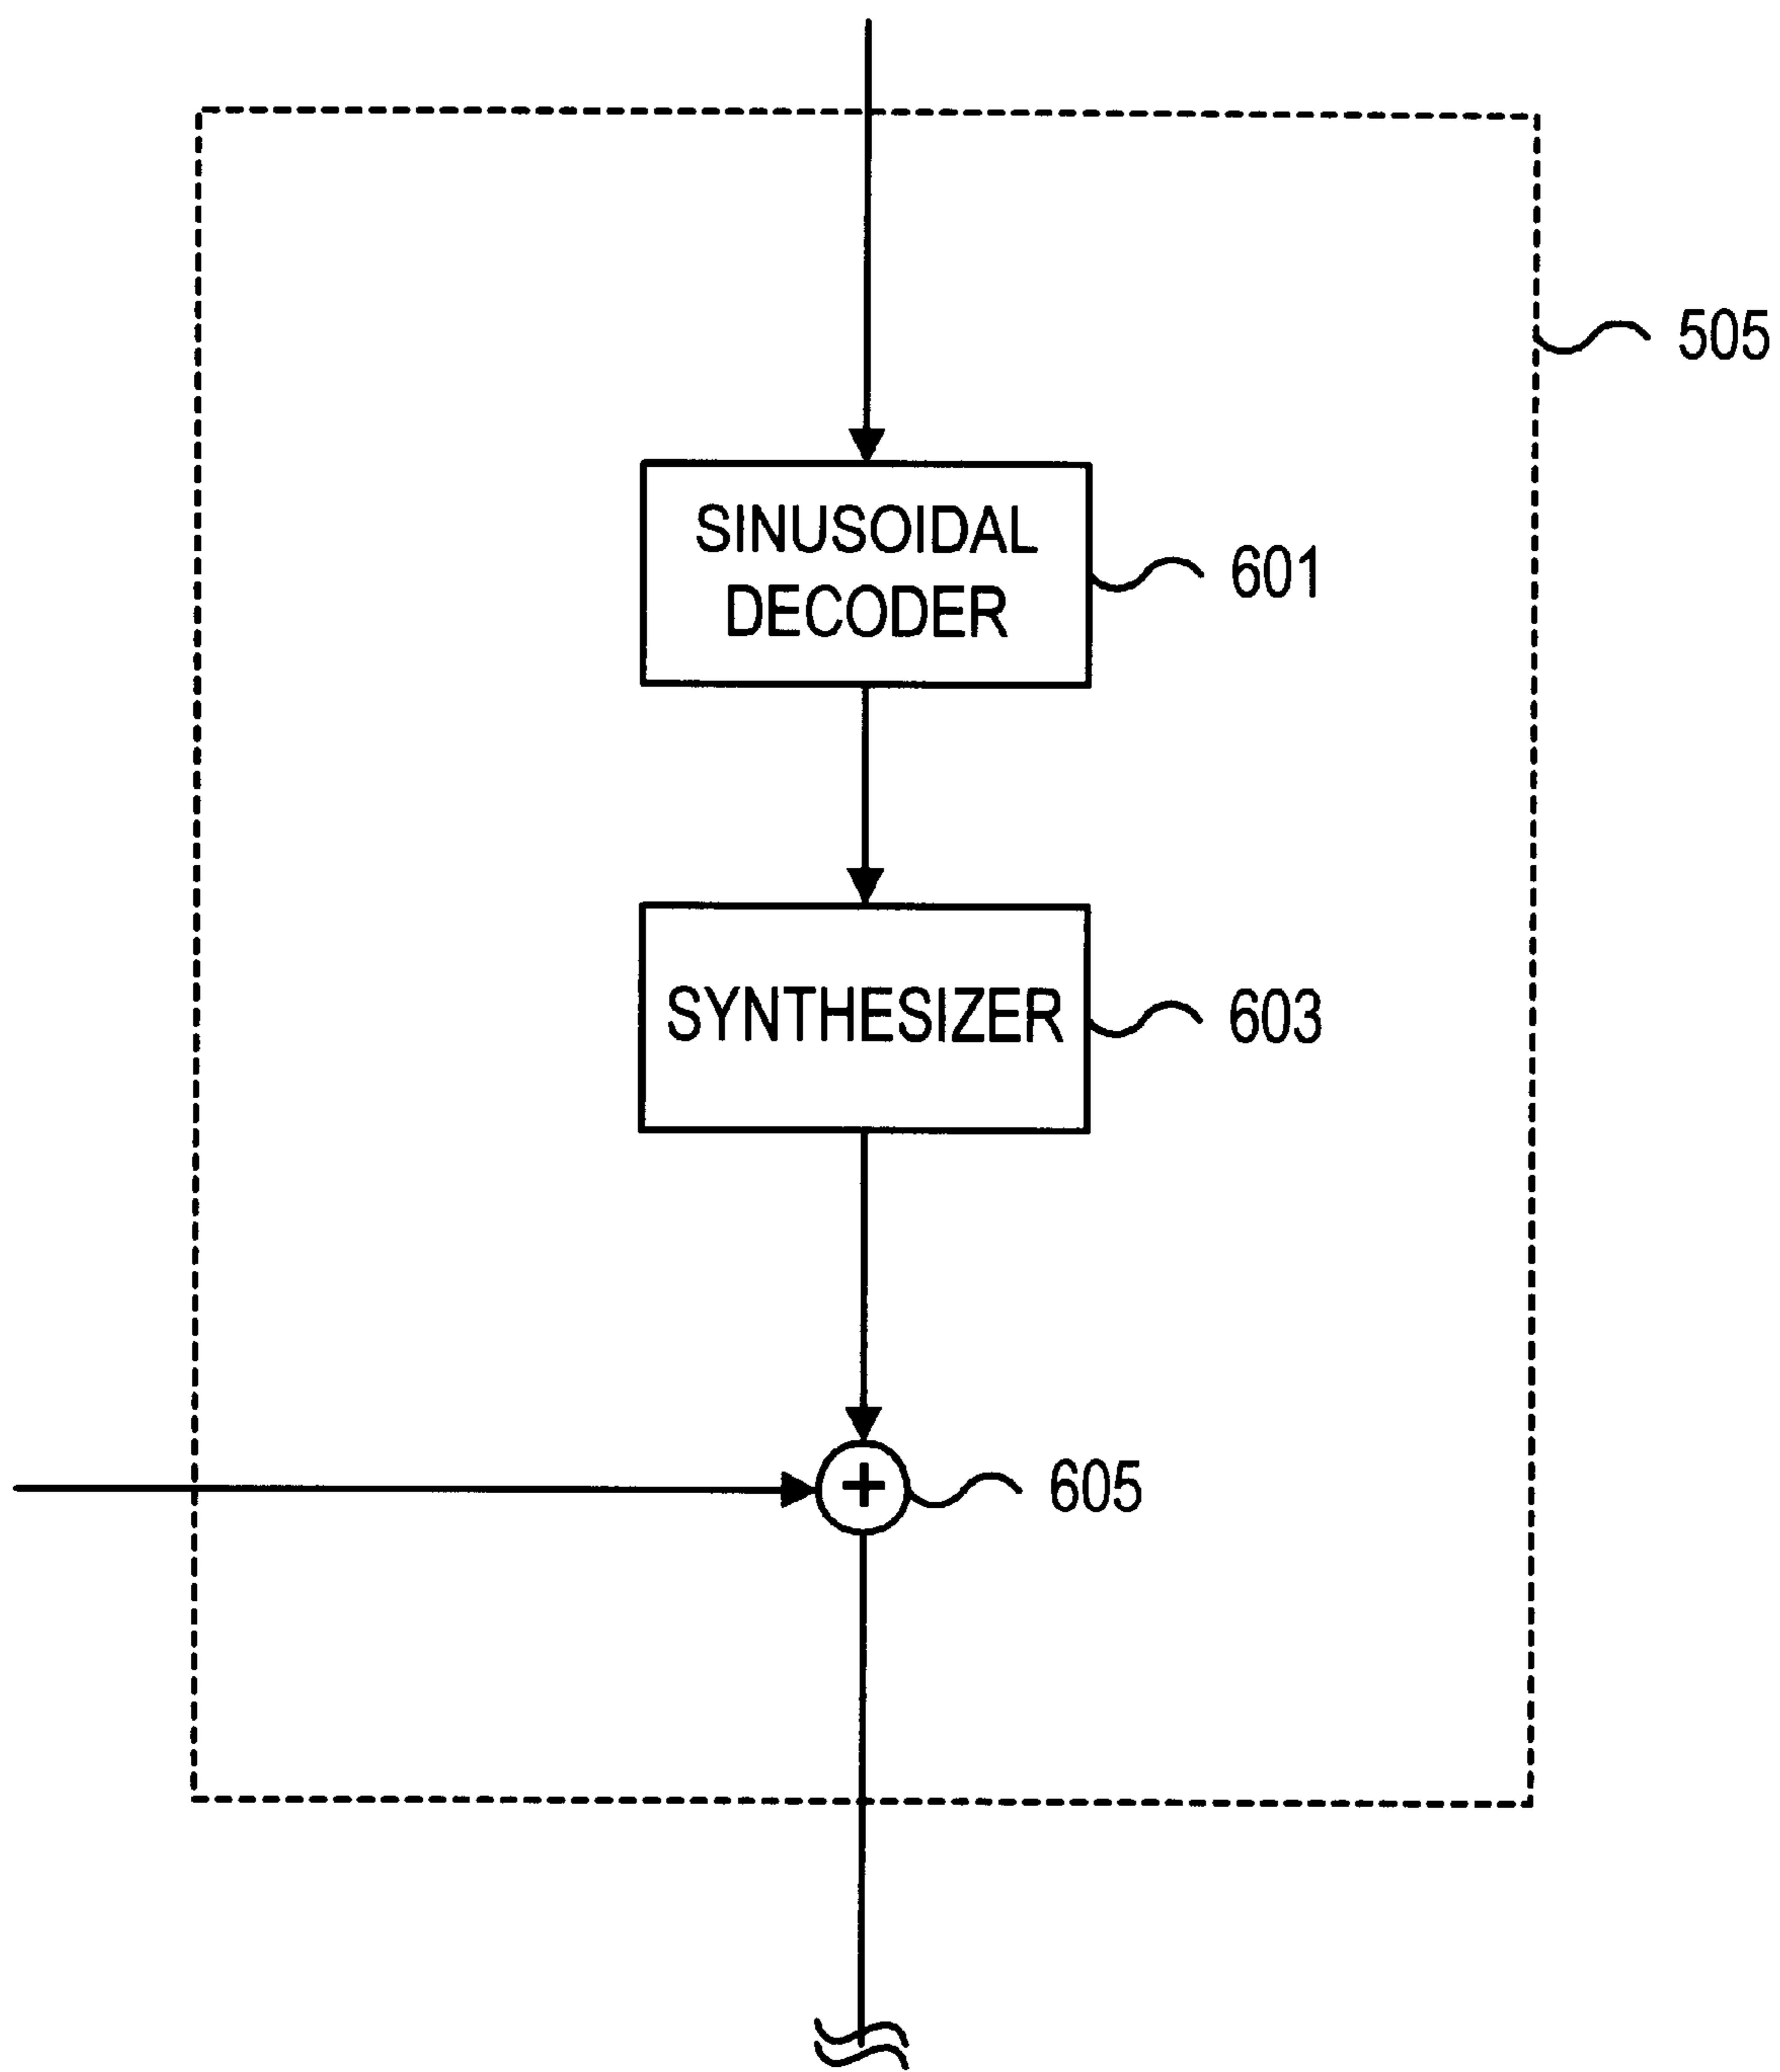 505
SINUSOIDAL
DECODER
601
SYNTHESIZER
603
+
605